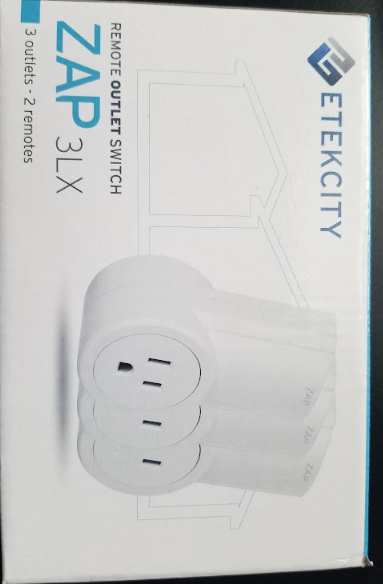 ETEKCITY
REMOTE OUTLET SWITCH
ZAP 3LX
3 outlets - 2 remotes
ZAP
ZAP
ZAP